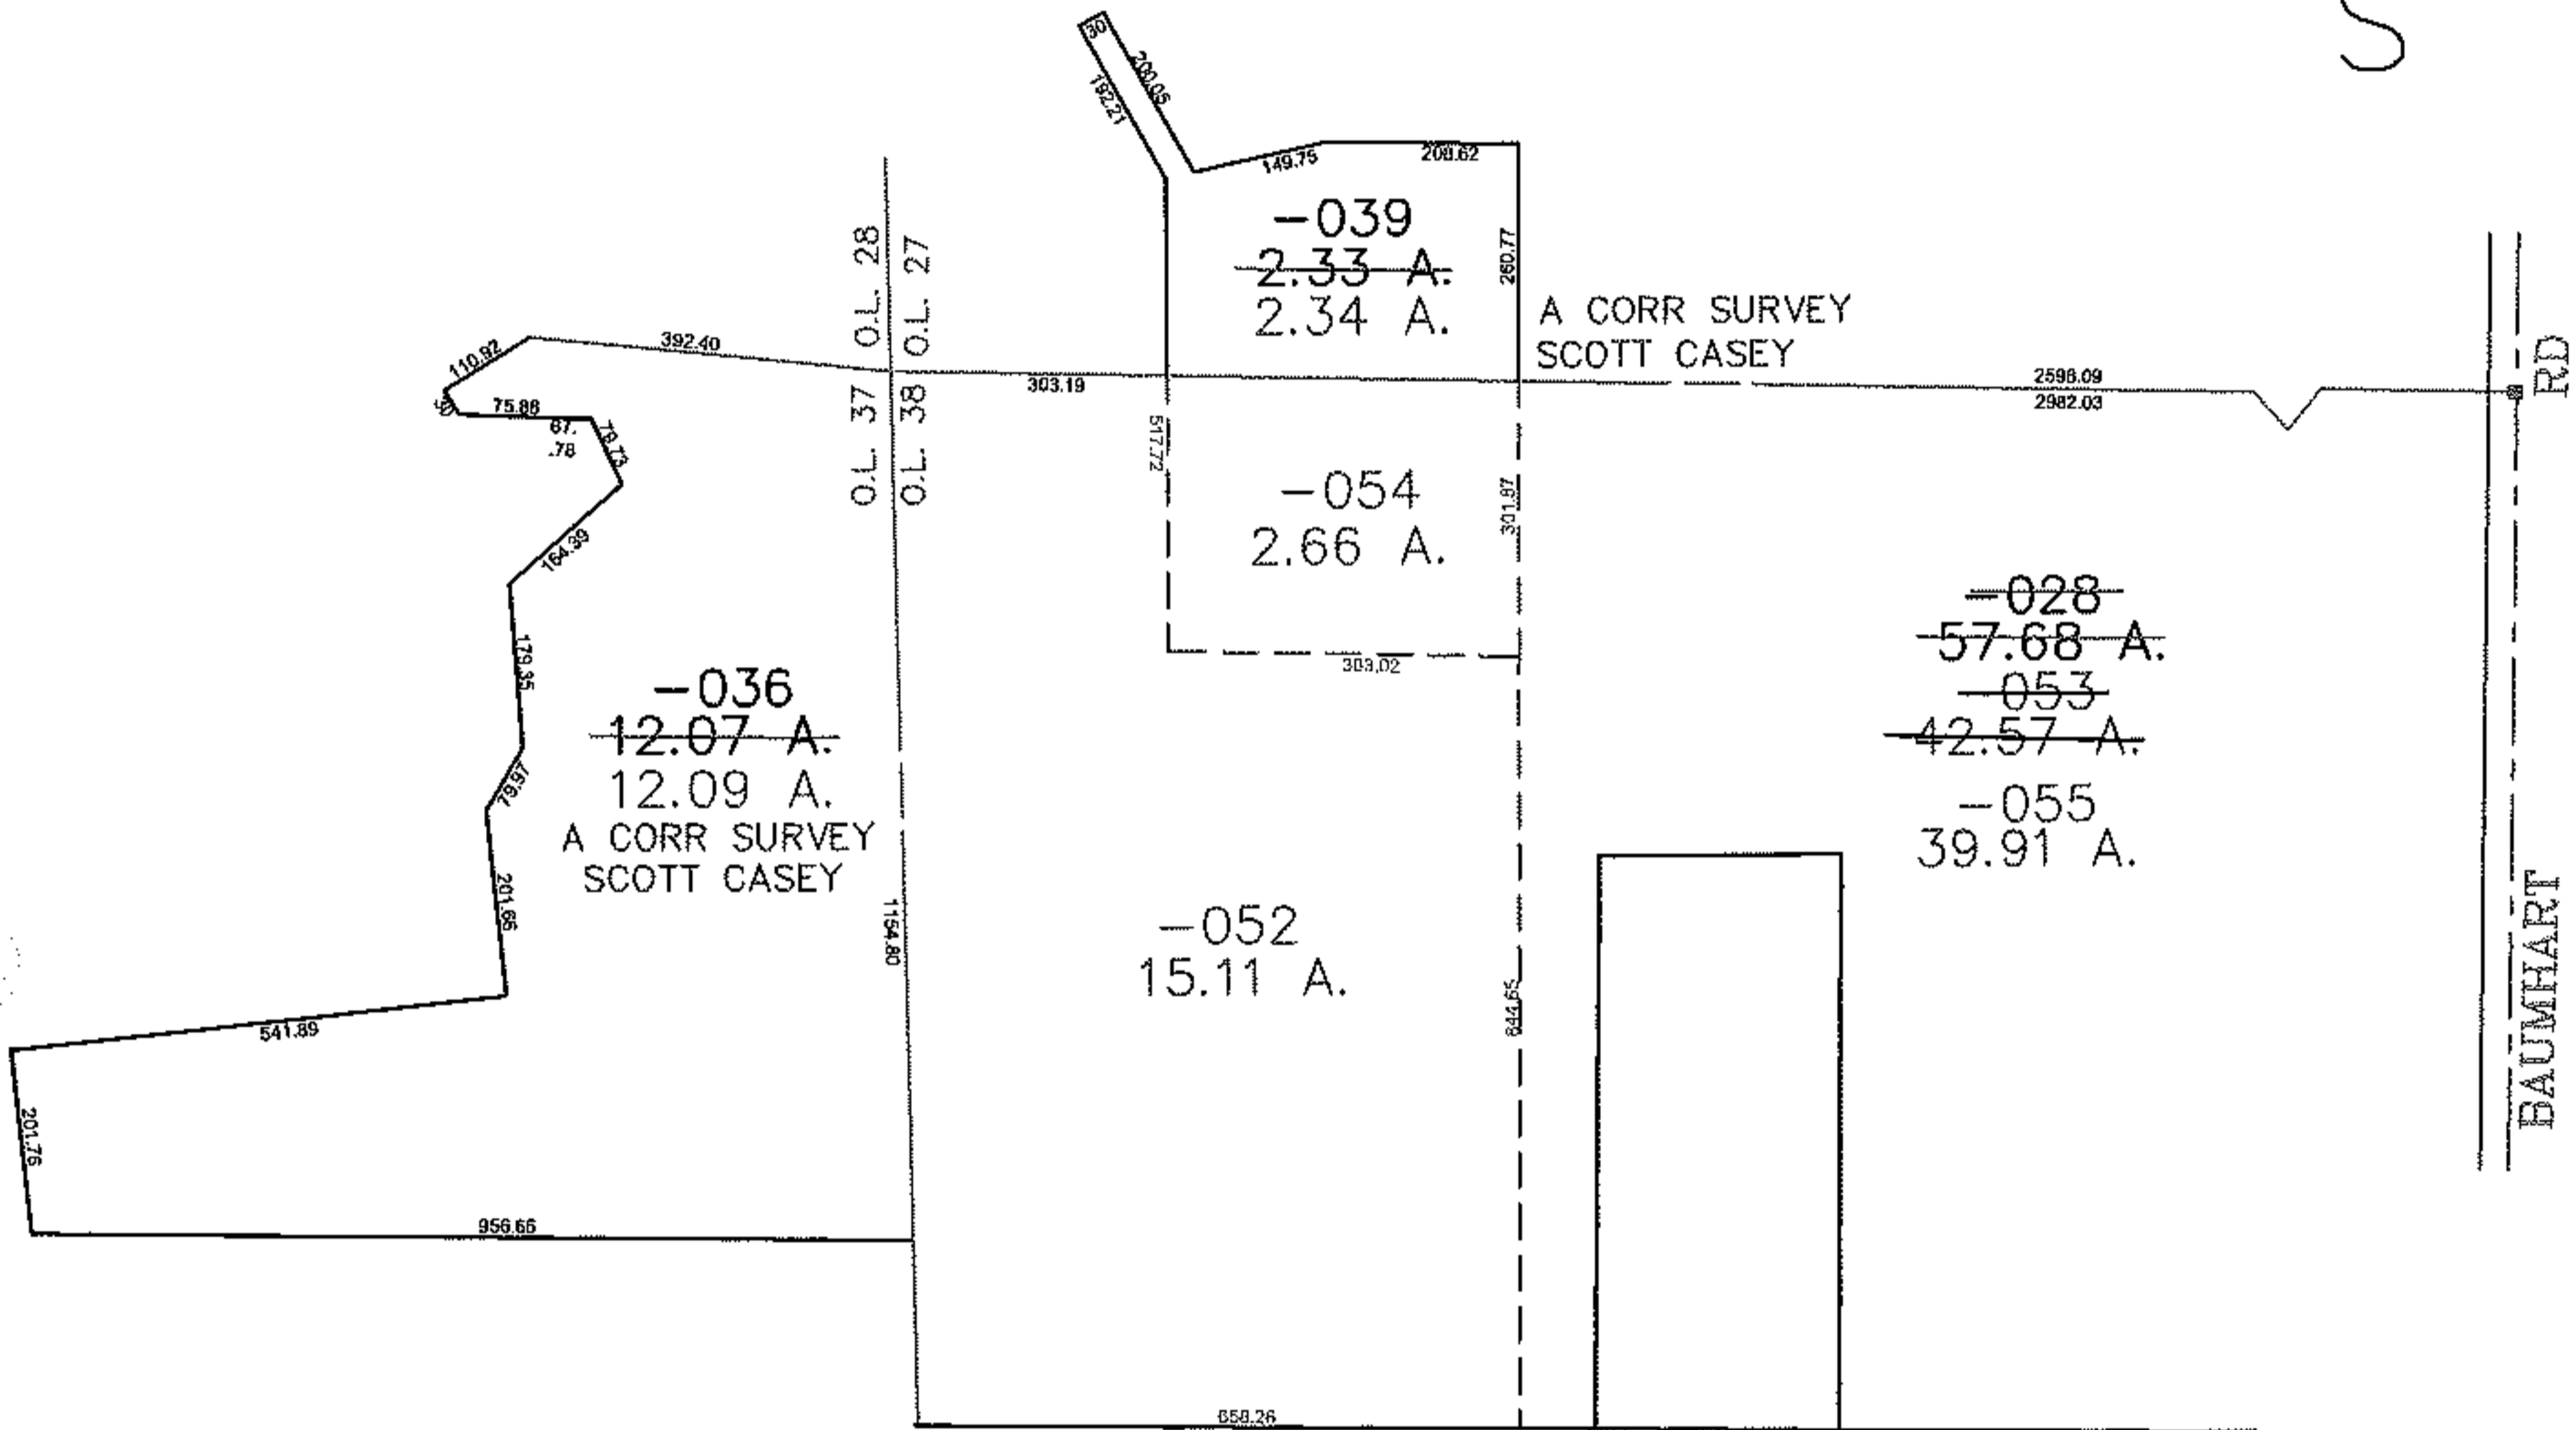 S
30
200.05
192.21
149.75
208.62
-039
2.33 A.
2.34 A.
260.77
A CORR SURVEY
SCOTT CASEY
O.L. 28
O.L. 27
110.92
392.40
303.19
2598.09
2982.03
RD
75.86
67.
.78
78.73
O.L. 37
O.L. 38
517.72
-054
2.66 A.
301.97
164.39
-028
57.68 A.
-053
42.57 A.
-055
39.91 A.
179.35
303.02
-036
12.07 A.
12.09 A.
A CORR SURVEY
SCOTT CASEY
79.97
201.66
1154.80
-052
15.11 A.
844.65
BAUMHART
541.89
201.76
956.66
658.26